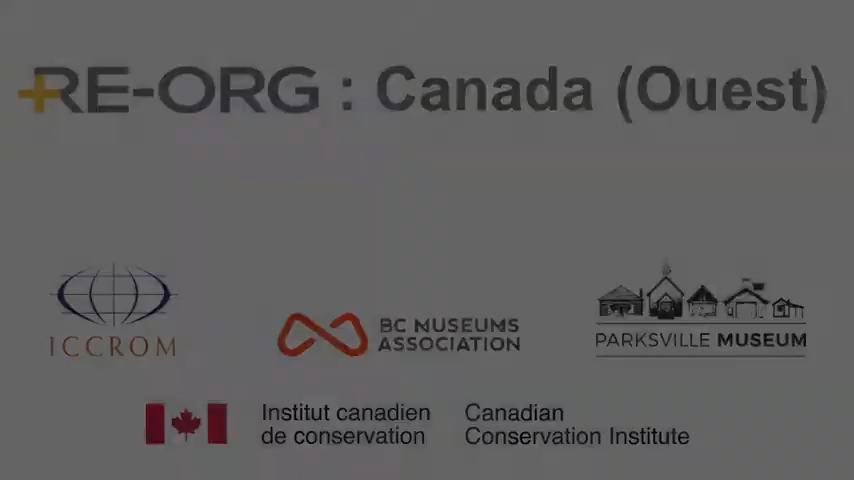 +RE-ORG : Canada (Ouest)
ICCROM
BC MUSEUMS
ASSOCIATION
PARKSVILLE MUSEUM
Institut canadien
de conservation
Canadian
Conservation Institute